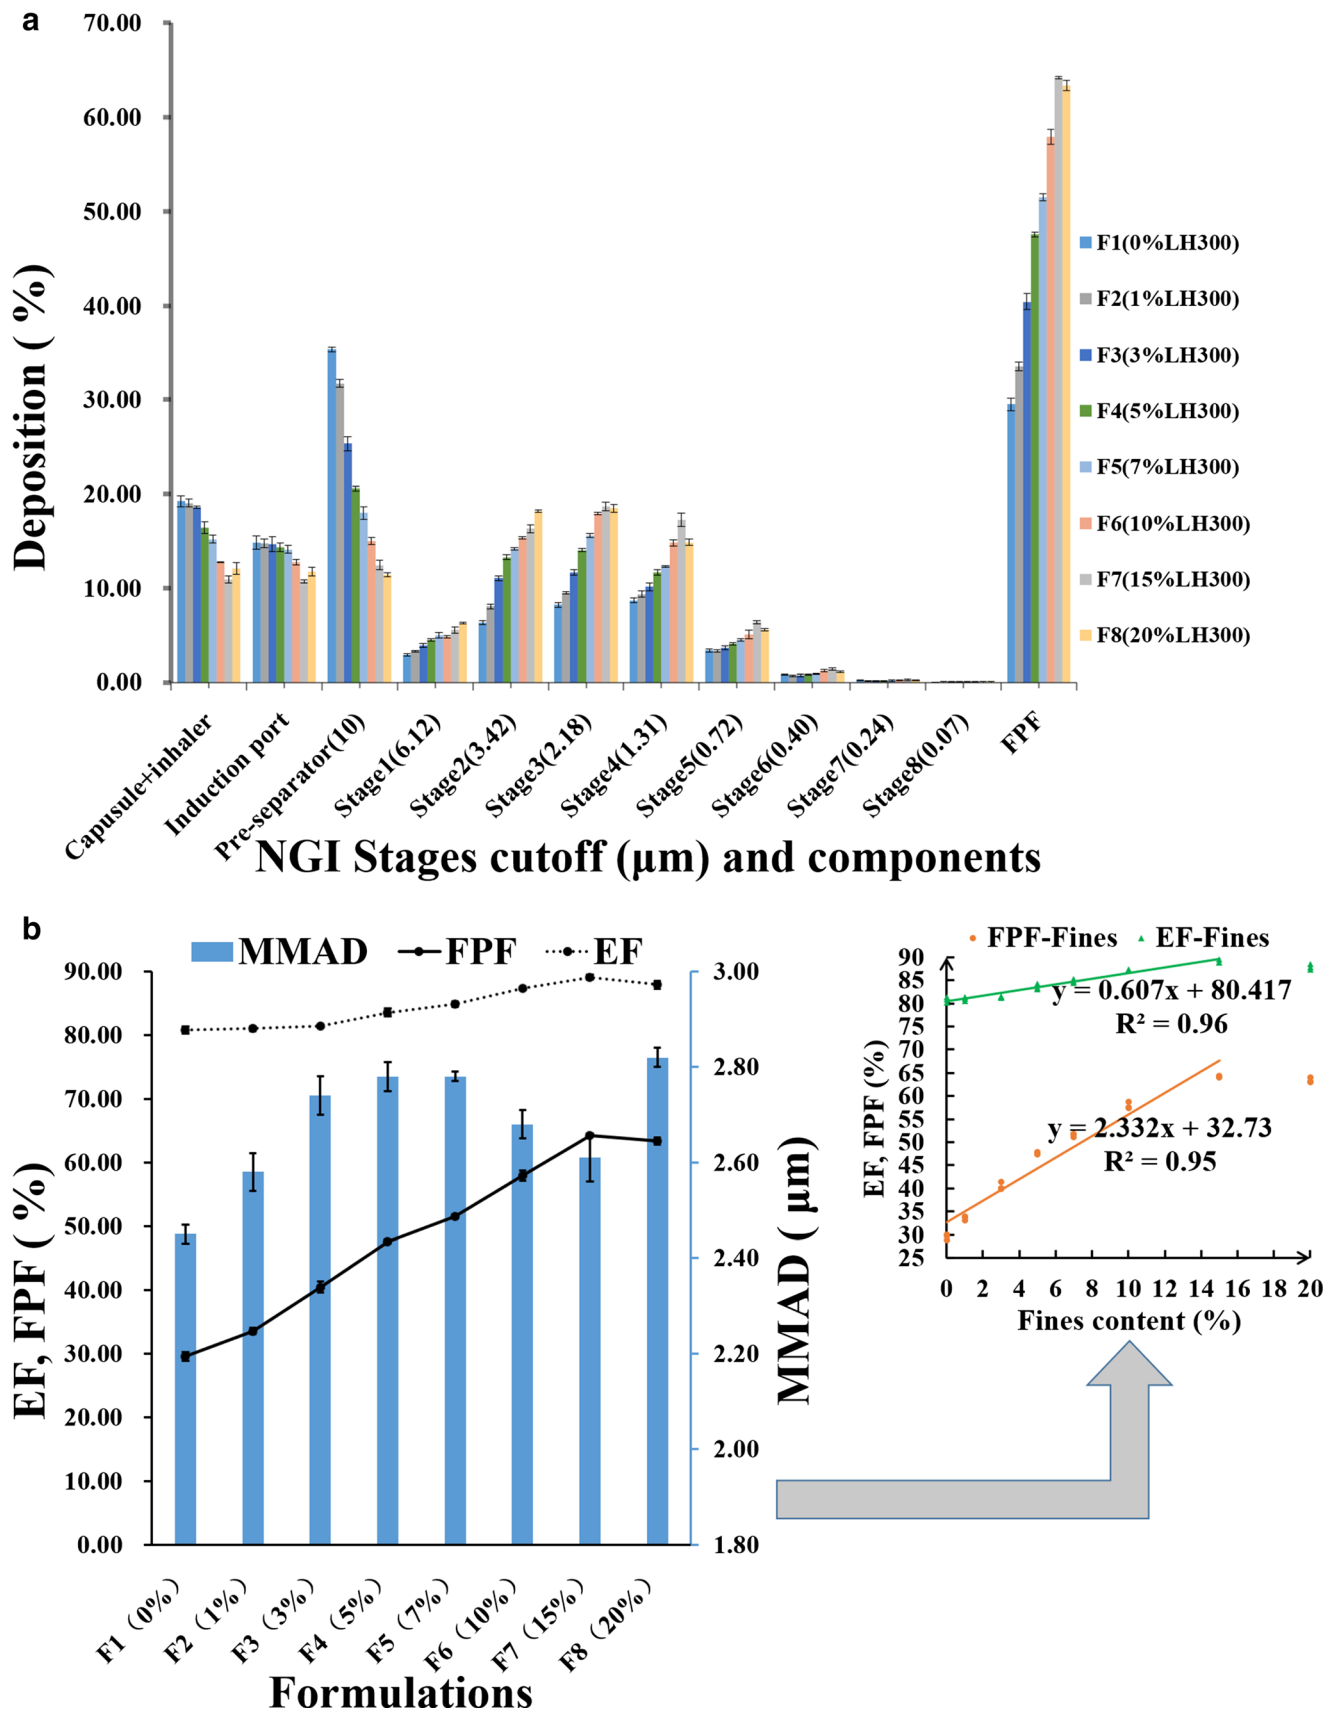 a
70.00
60.00
50.00
40.00
30.00
20.00
10.00
0.00
Deposition ( %)
F1(0%LH300)
F2(1%LH300)
F3(3%LH300)
F4(5%LH300)
F5(7%LH300)
F6(10%LH300)
F7(15%LH300)
F8(20%LH300)
Capusule+inhaler
Induction port
Pre-separator(10)
Stage1(6.12)
Stage2(3.42)
Stage3(2.18)
Stage4(1.31)
Stage5(0.72)
Stage6(0.40)
Stage7(0.24)
Stage8(0.07)
FPF
NGI Stages cutoff (μm) and components
b
MMAD FPF EF
90.00
80.00
70.00
60.00
50.00
40.00
30.00
20.00
10.00
0.00
EF, FPF ( %)
3.00
2.80
2.60
2.40
2.20
2.00
1.80
MMAD ( μm)
F1 (0%)
F2 (1%)
F3 (3%)
F4 (5%)
F5 (7%)
F6 (10%)
F7 (15%)
F8 (20%)
Formulations
FPF-Fines EF-Fines
90
85
80
75
70
65
60
55
50
45
40
35
30
25
EF, FPF (%)
y = 0.607x + 80.417
R² = 0.96
y = 2.332x + 32.73
R² = 0.95
0 2 4 6 8 10 12 14 16 18 20
Fines content (%)